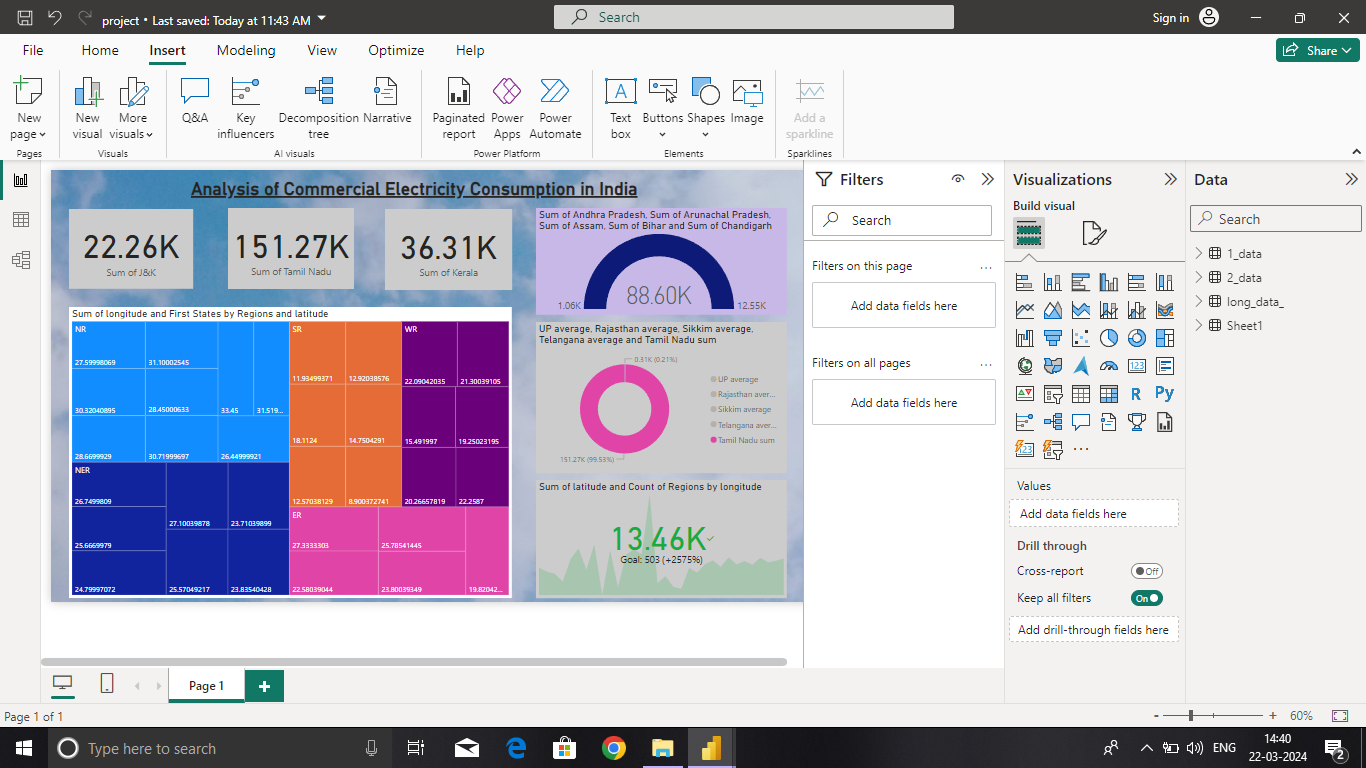 project • Last saved: Today at 11:43 AM
Search
Sign in
File Home Insert Modeling View Optimize Help
Share
New page
New visual
More visuals
Q&A
Key influencers
Decomposition tree
Narrative
Paginated report
Power Apps
Power Automate
Text box
Buttons
Shapes
Image
Add a sparkline
Pages Visuals AI visuals Power Platform Elements Sparklines
Analysis of Commercial Electricity Consumption in India
22.26K
Sum of J&K
151.27K
Sum of Tamil Nadu
36.31K
Sum of Kerala
Sum of Andhra Pradesh, Sum of Arunachal Pradesh,
Sum of Assam, Sum of Bihar and Sum of Chandigarh
88.60K
1.06K
12.55K
Sum of longitude and First States by Regions and latitude
NR
27.59998069
31.10002545
30.32040895
28.45000633
33.45
31.519...
28.6699929
30.71999697
26.44999921
NER
26.7499809
27.10039878
23.71039899
25.6669979
24.79997072
25.57049217
23.83540428
SR
11.93499371
12.92038576
18.1124
14.7504291
12.57038129
8.900372741
WR
22.09042035
21.30039105
15.491997
19.25023195
20.26657819
22.2587
ER
27.3333303
25.78541445
22.58039044
23.80039349
19.82042...
UP average, Rajasthan average, Sikkim average,
Telangana average and Tamil Nadu sum
0.31K (0.21%)
151.27K (99.53%)
UP average
Rajasthan aver...
Sikkim average
Telangana aver...
Tamil Nadu sum
Sum of latitude and Count of Regions by longitude
13.46K
Goal: 503 (+2575%)
Filters
Search
Filters on this page
...
Add data fields here
Filters on all pages
...
Add data fields here
Visualizations
Build visual
123
R
Py
123
...
Values
Add data fields here
Drill through
Cross-report
Off
Keep all filters
On
Add drill-through fields here
Data
Search
1_data
2_data
long_data_
Sheet1
Page 1
+
Page 1 of 1
- + 60%
Type here to search
ENG
14:40
22-03-2024
2